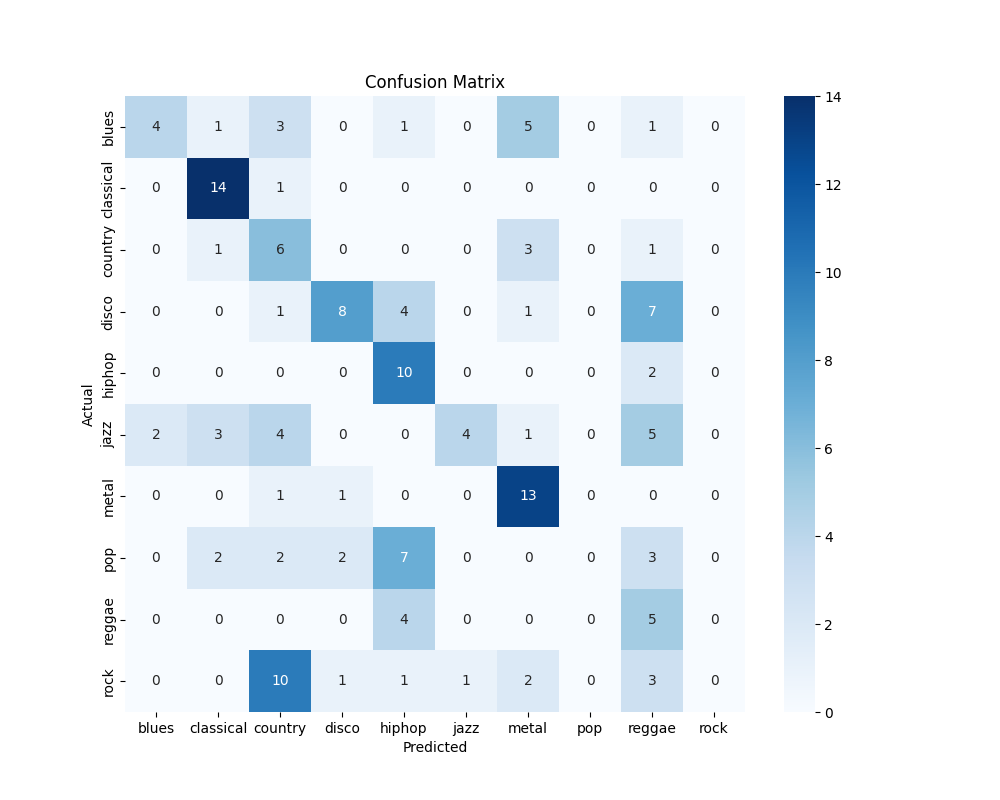 Confusion Matrix
blues 4 1 3 0 1 0 5 0 1 0
classical 0 14 1 0 0 0 0 0 0 0
country 0 1 6 0 0 0 3 0 1 0
disco 0 0 1 8 4 0 1 0 7 0
hiphop 0 0 0 0 10 0 0 0 2 0
jazz 2 3 4 0 0 4 1 0 5 0
metal 0 0 1 1 0 0 13 0 0 0
pop 0 2 2 2 7 0 0 0 3 0
reggae 0 0 0 0 4 0 0 0 5 0
rock 0 0 10 1 1 1 2 0 3 0
blues classical country disco hiphop jazz metal pop reggae rock
Predicted
Actual
14
12
10
8
6
4
2
0